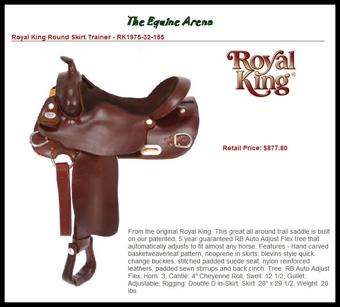 The Equine Arena
Royal King Round Skirt Trainer - RK1975-32-155
Royal
King®
Retail Price: $877.80
From the original Royal King. This great all around trail saddle is built
on our patented, 5 year guaranteed RB Auto Adjust Flex tree that
automatically adjusts to fit almost any horse. Features - Hand carved
basketweave/leaf pattern, neoprene in skirts, blevins style quick
change buckles, stitched padded suede seat, nylon reinforced
leathers, padded sewn stirrups and back cinch. Tree: RB Auto Adjust
Flex, Horn: 3, Cantle: 4" Cheyenne Roll, Swell: 12 1/2, Gullet:
Adjustable, Rigging: Double D in-Skirt, Skirt: 28" x 29 1/2, Weight: 28
lbs